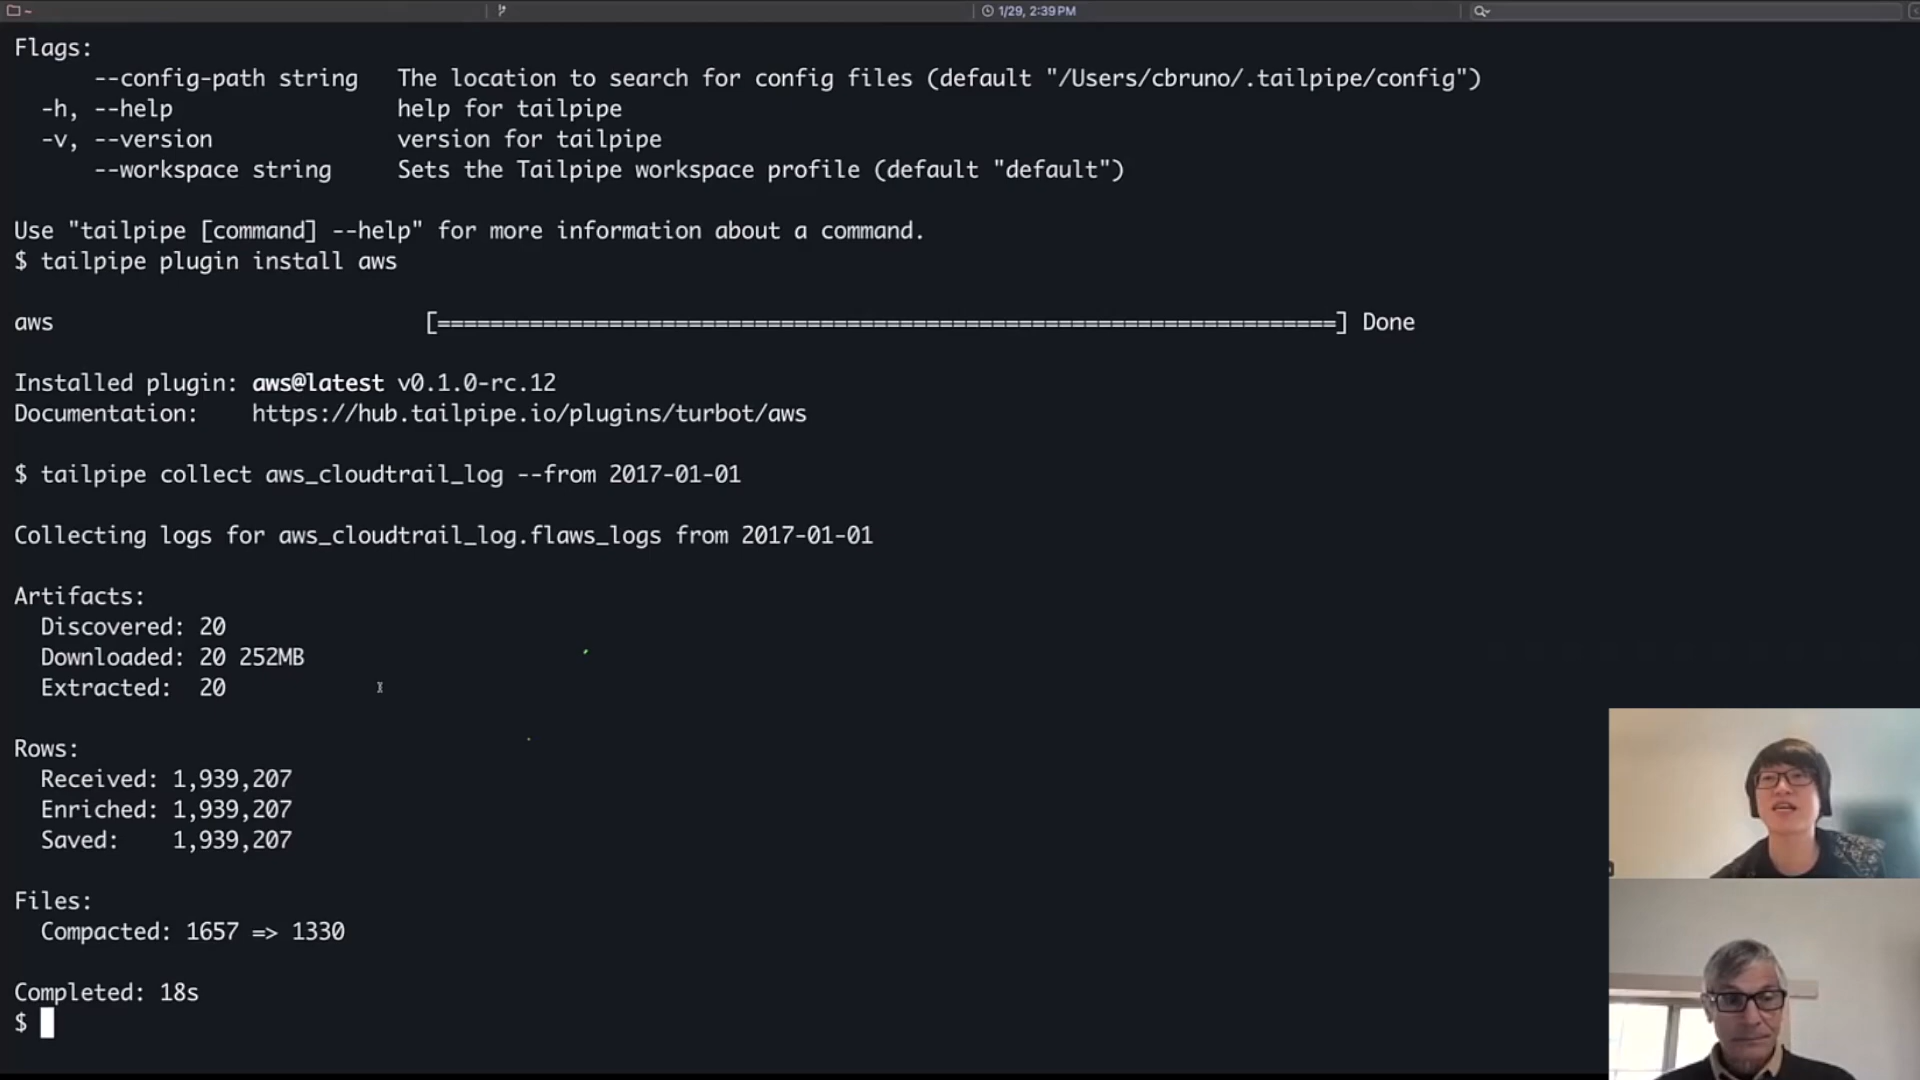 ~
1/29, 2:39 PM
Flags:
--config-path string The location to search for config files (default "/Users/cbruno/.tailpipe/config")
-h, --help help for tailpipe
-v, --version version for tailpipe
--workspace string Sets the Tailpipe workspace profile (default "default")
Use "tailpipe [command] --help" for more information about a command.
$ tailpipe plugin install aws
aws [====================================================================] Done
Installed plugin: aws@latest v0.1.0-rc.12
Documentation: https://hub.tailpipe.io/plugins/turbot/aws
$ tailpipe collect aws_cloudtrail_log --from 2017-01-01
Collecting logs for aws_cloudtrail_log.flaws_logs from 2017-01-01
Artifacts:
Discovered: 20
Downloaded: 20 252MB
Extracted: 20
Rows:
Received: 1,939,207
Enriched: 1,939,207
Saved: 1,939,207
Files:
Compacted: 1657 => 1330
Completed: 18s
$